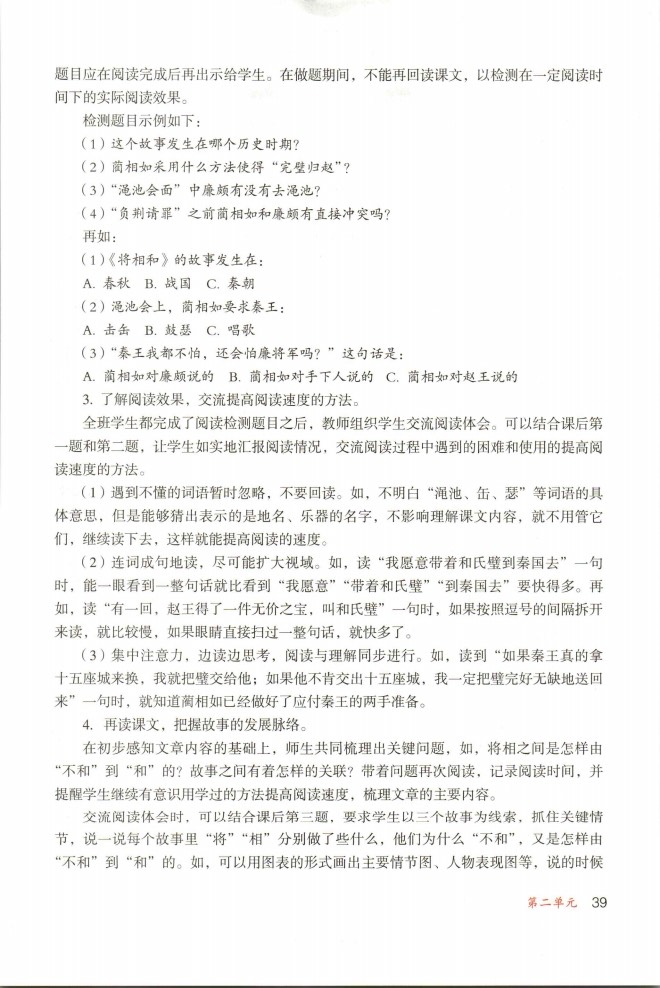 题目应在阅读完成后再出示给学生。在做题期间，不能再回读课文，以检测在一定阅读时
间下的实际阅读效果。
检测题目示例如下：
（1）这个故事发生在哪个历史时期？
（2）蔺相如采用什么方法使得“完璧归赵”？
（3）“渑池会面”中廉颇有没有去渑池？
（4）“负荆请罪”之前蔺相如和廉颇有直接冲突吗？
再如：
（1）《将相和》的故事发生在：
A. 春秋 B. 战国 C. 秦朝
（2）渑池会上，蔺相如要求秦王：
A. 击缶 B. 鼓瑟 C. 唱歌
（3）“秦王我都不怕，还会怕廉将军吗？”这句话是：
A. 蔺相如对廉颇说的 B. 蔺相如对手下人说的 C. 蔺相如对赵王说的
3. 了解阅读效果，交流提高阅读速度的方法。
全班学生都完成了阅读检测题目之后，教师组织学生交流阅读体会。可以结合课后第
一题和第二题，让学生如实地汇报阅读情况，交流阅读过程中遇到的困难和使用的提高阅
读速度的方法。
（1）遇到不懂的词语暂时忽略，不要回读。如，不明白“渑池、缶、瑟”等词语的具
体意思，但是能够猜出表示的是地名、乐器的名字，不影响理解课文内容，就不用管它
们，继续读下去，这样就能提高阅读的速度。
（2）连词成句地读，尽可能扩大视域。如，读“我愿意带着和氏璧到秦国去”一句
时，能一眼看到一整句话就比看到“我愿意”“带着和氏璧”“到秦国去”要快得多。再
如，读“有一回，赵王得了一件无价之宝，叫和氏璧”一句时，如果按照逗号的间隔拆开
来读，就比较慢，如果眼睛直接扫过一整句话，就快多了。
（3）集中注意力，边读边思考，阅读与理解同步进行。如，读到“如果秦王真的拿
十五座城来换，我就把璧交给他；如果他不肯交出十五座城，我一定把璧完好无缺地送回
来”一句时，就知道蔺相如已经做好了应付秦王的两手准备。
4. 再读课文，把握故事的发展脉络。
在初步感知文章内容的基础上，师生共同梳理出关键问题，如，将相之间是怎样由
“不和”到“和”的？故事之间有着怎样的关联？带着问题再次阅读，记录阅读时间，并
提醒学生继续有意识用学过的方法提高阅读速度，梳理文章的主要内容。
交流阅读体会时，可以结合课后第三题，要求学生以三个故事为线索，抓住关键情
节，说一说每个故事里“将”“相”分别做了些什么，他们为什么“不和”，又是怎样由
“不和”到“和”的。如，可以用图表的形式画出主要情节图、人物表现图等，说的时候
第二单元 39